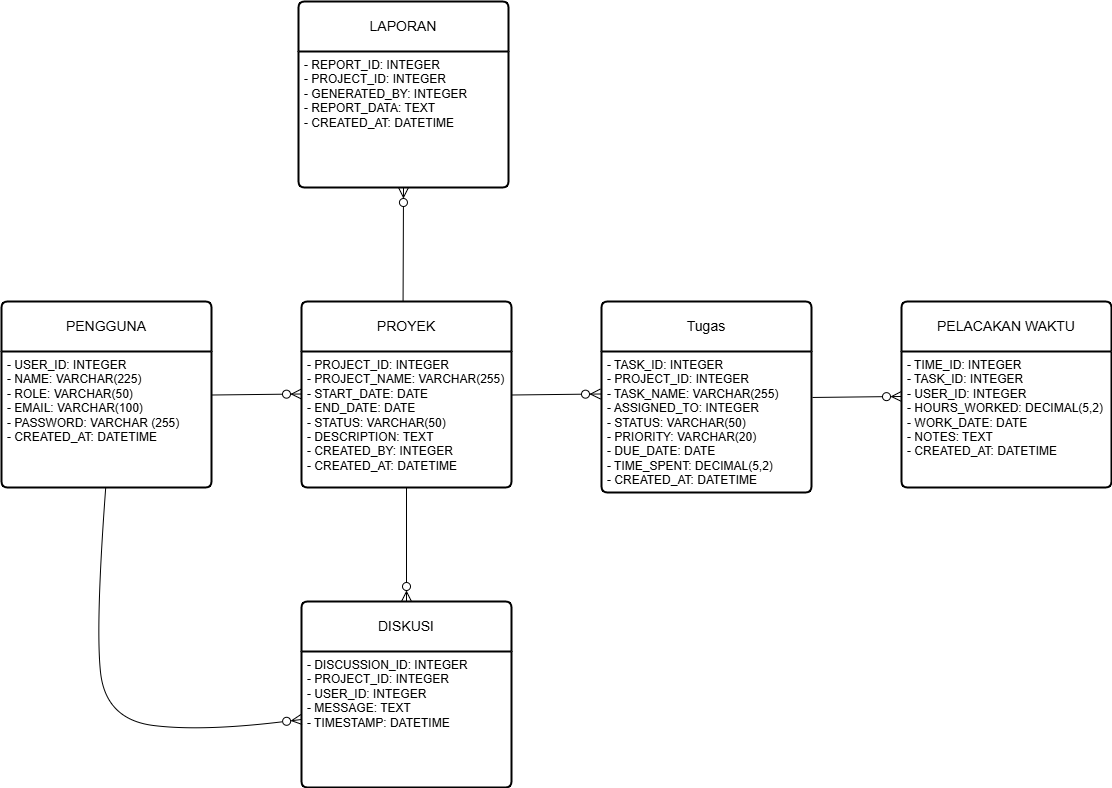 LAPORAN
- REPORT_ID: INTEGER
- PROJECT_ID: INTEGER
- GENERATED_BY: INTEGER
- REPORT_DATA: TEXT
- CREATED_AT: DATETIME
PENGGUNA
- USER_ID: INTEGER
- NAME: VARCHAR(225)
- ROLE: VARCHAR(50)
- EMAIL: VARCHAR(100)
- PASSWORD: VARCHAR (255)
- CREATED_AT: DATETIME
PROYEK
- PROJECT_ID: INTEGER
- PROJECT_NAME: VARCHAR(255)
- START_DATE: DATE
- END_DATE: DATE
- STATUS: VARCHAR(50)
- DESCRIPTION: TEXT
- CREATED_BY: INTEGER
- CREATED_AT: DATETIME
Tugas
- TASK_ID: INTEGER
- PROJECT_ID: INTEGER
- TASK_NAME: VARCHAR(255)
- ASSIGNED_TO: INTEGER
- STATUS: VARCHAR(50)
- PRIORITY: VARCHAR(20)
- DUE_DATE: DATE
- TIME_SPENT: DECIMAL(5,2)
- CREATED_AT: DATETIME
PELACAKAN WAKTU
- TIME_ID: INTEGER
- TASK_ID: INTEGER
- USER_ID: INTEGER
- HOURS_WORKED: DECIMAL(5,2)
- WORK_DATE: DATE
- NOTES: TEXT
- CREATED_AT: DATETIME
DISKUSI
- DISCUSSION_ID: INTEGER
- PROJECT_ID: INTEGER
- USER_ID: INTEGER
- MESSAGE: TEXT
- TIMESTAMP: DATETIME